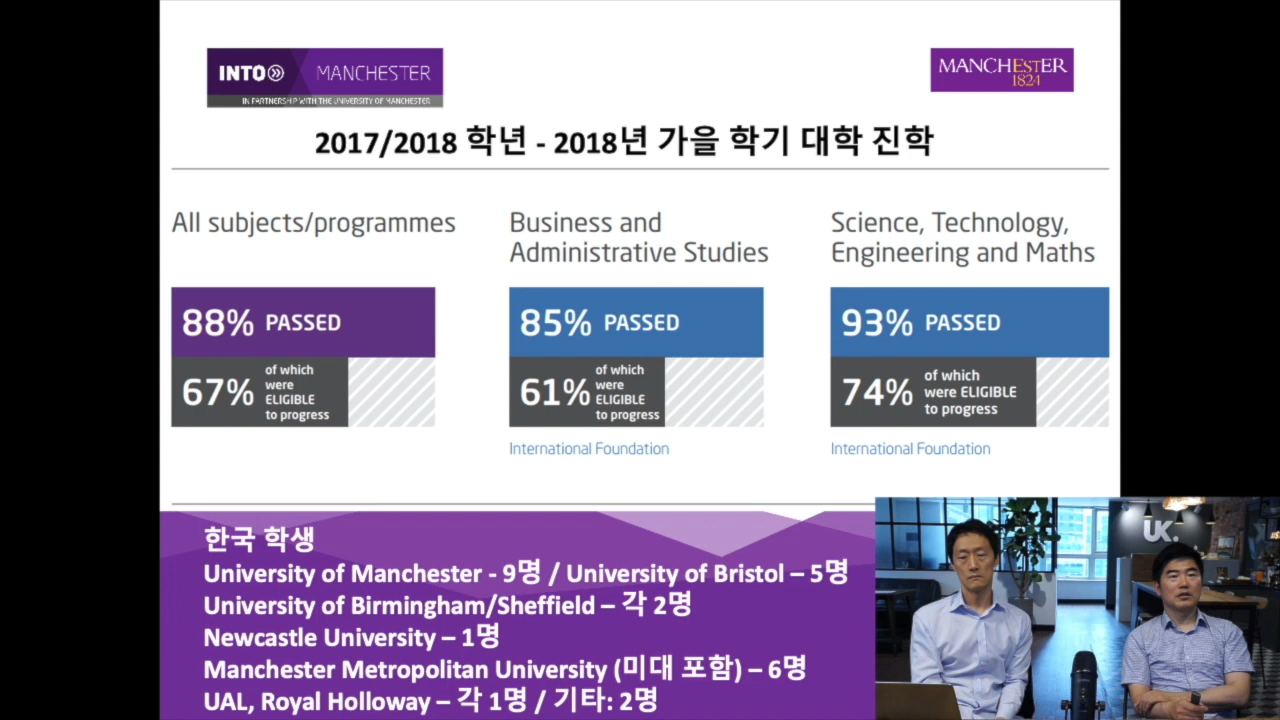 INTO MANCHESTER
IN PARTNERSHIP WITH THE UNIVERSITY OF MANCHESTER
MANCHESTER
1824
2017/2018 학년 - 2018년 가을 학기 대학 진학
All subjects/programmes
88% PASSED
67% of which
were
ELIGIBLE
to progress
Business and
Administrative Studies
85% PASSED
61% of which
were
ELIGIBLE
to progress
International Foundation
Science, Technology,
Engineering and Maths
93% PASSED
74% of which
were ELIGIBLE
to progress
International Foundation
한국 학생
University of Manchester - 9명 / University of Bristol – 5명
University of Birmingham/Sheffield – 각 2명
Newcastle University – 1명
Manchester Metropolitan University (미대 포함) – 6명
UAL, Royal Holloway – 각 1명 / 기타: 2명
UK.